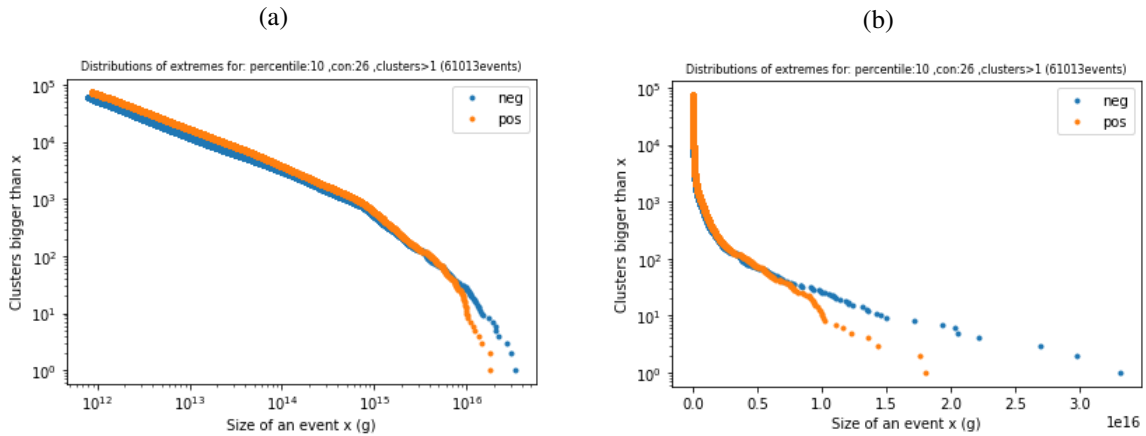 (a)
Distributions of extremes for: percentile:10 ,con:26 ,clusters>1 (61013events)
neg
pos
10^5
10^4
10^3
10^2
10^1
10^0
Clusters bigger than x
10^12
10^13
10^14
10^15
10^16
Size of an event x (g)
(b)
Distributions of extremes for: percentile:10 ,con:26 ,clusters>1 (61013events)
neg
pos
10^5
10^4
10^3
10^2
10^1
10^0
Clusters bigger than x
0.0
0.5
1.0
1.5
2.0
2.5
3.0
1e16
Size of an event x (g)